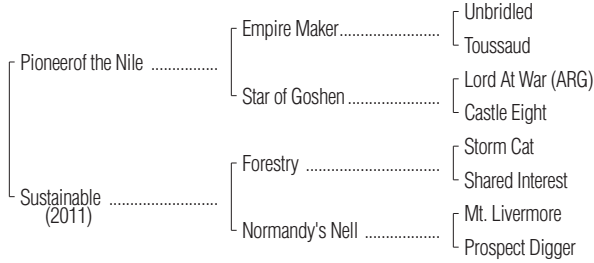 Unbridled
Empire Maker....................
Toussaud
Pioneerof the Nile .............
Lord At War (ARG)
Star of Goshen..................
Castle Eight
Storm Cat
Forestry ..........................
Shared Interest
Sustainable .....................
(2011)
Mt. Livermore
Normandy's Nell ...............
Prospect Digger